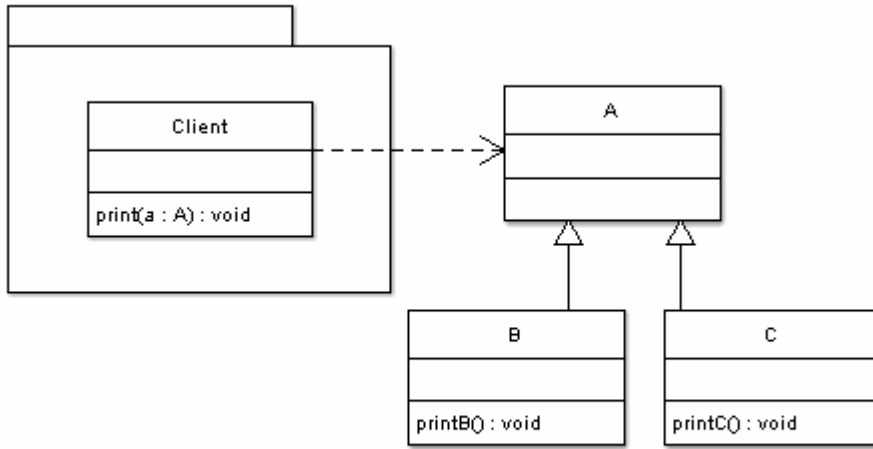 Client
print(a : A) : void
A
B
printB() : void
C
printC() : void